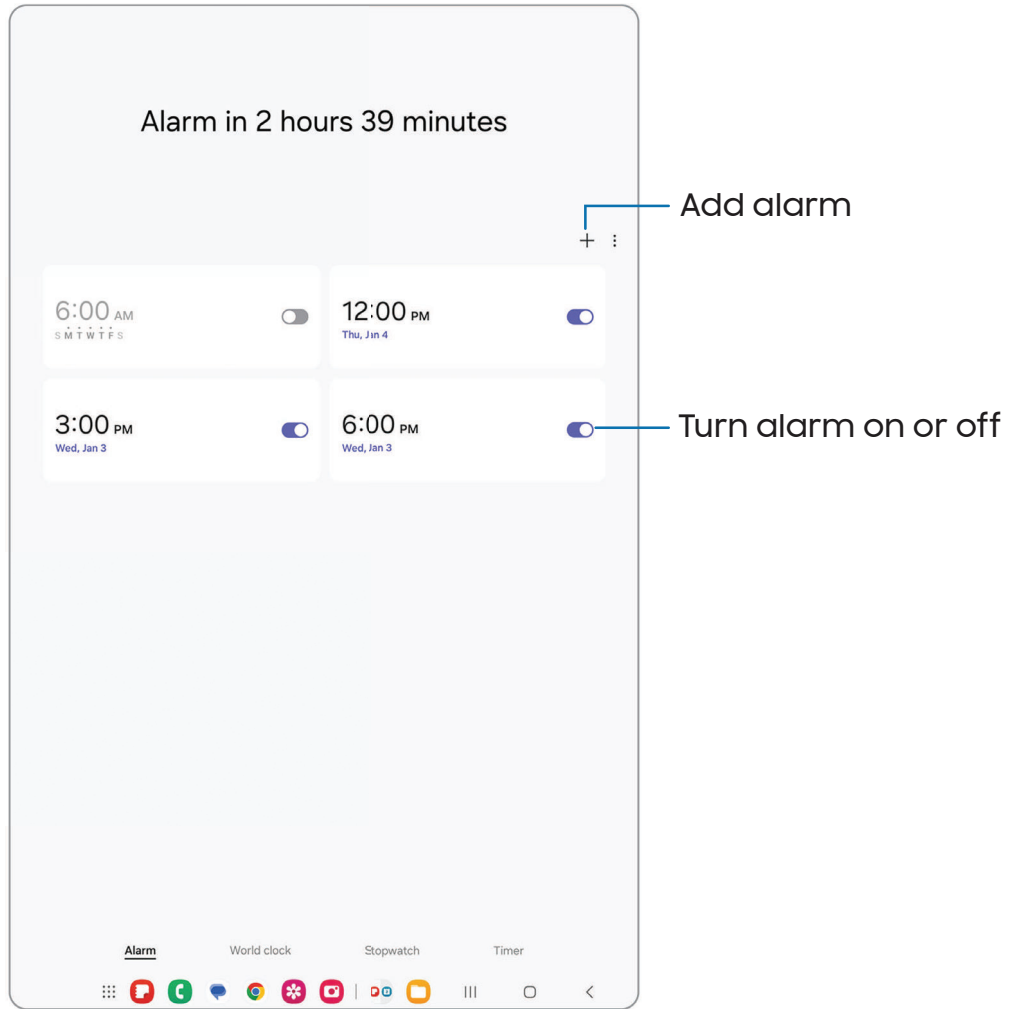 Alarm in 2 hours 39 minutes
Add alarm
6:00 AM
S M T W T F S
12:00 PM
Thu, Jan 4
3:00 PM
Wed, Jan 3
6:00 PM
Wed, Jan 3
Turn alarm on or off
Alarm
World clock
Stopwatch
Timer